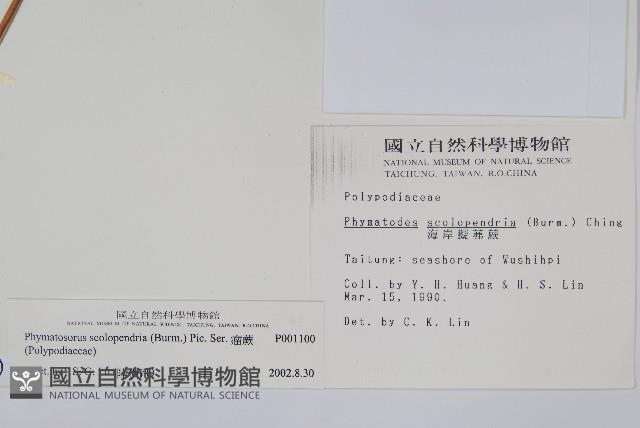 國立自然科學博物館
NATIONAL MUSEUM OF NATURAL SCIENCE
TAICHUNG, TAIWAN, R.O.CHINA
Polypodiaceae
Phymatodes scolopendria (Burm.) Ching
海岸擬茀蕨
Taitung: seashore of Wushihpi
Coll. by Y. H. Huang & H. S. Lin
Mar. 15, 1990.
Det. by C. K. Lin
國立自然科學博物館
NATIONAL MUSEUM OF NATURAL SCIENCE, TAICHUNG, TAIWAN, R.O.CHINA
Phymatosorus scolopendria (Burm.) Pic. Ser. 瘤蕨 P001100
(Polypodiaceae)
2002.8.30
國立自然科學博物館
NATIONAL MUSEUM OF NATURAL SCIENCE